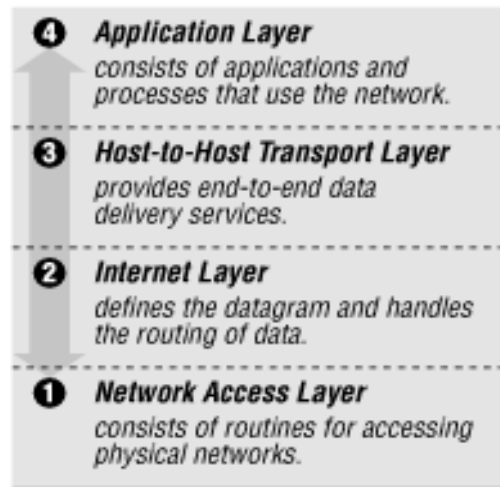 4 Application Layer
consists of applications and
processes that use the network.
3 Host-to-Host Transport Layer
provides end-to-end data
delivery services.
2 Internet Layer
defines the datagram and handles
the routing of data.
1 Network Access Layer
consists of routines for accessing
physical networks.